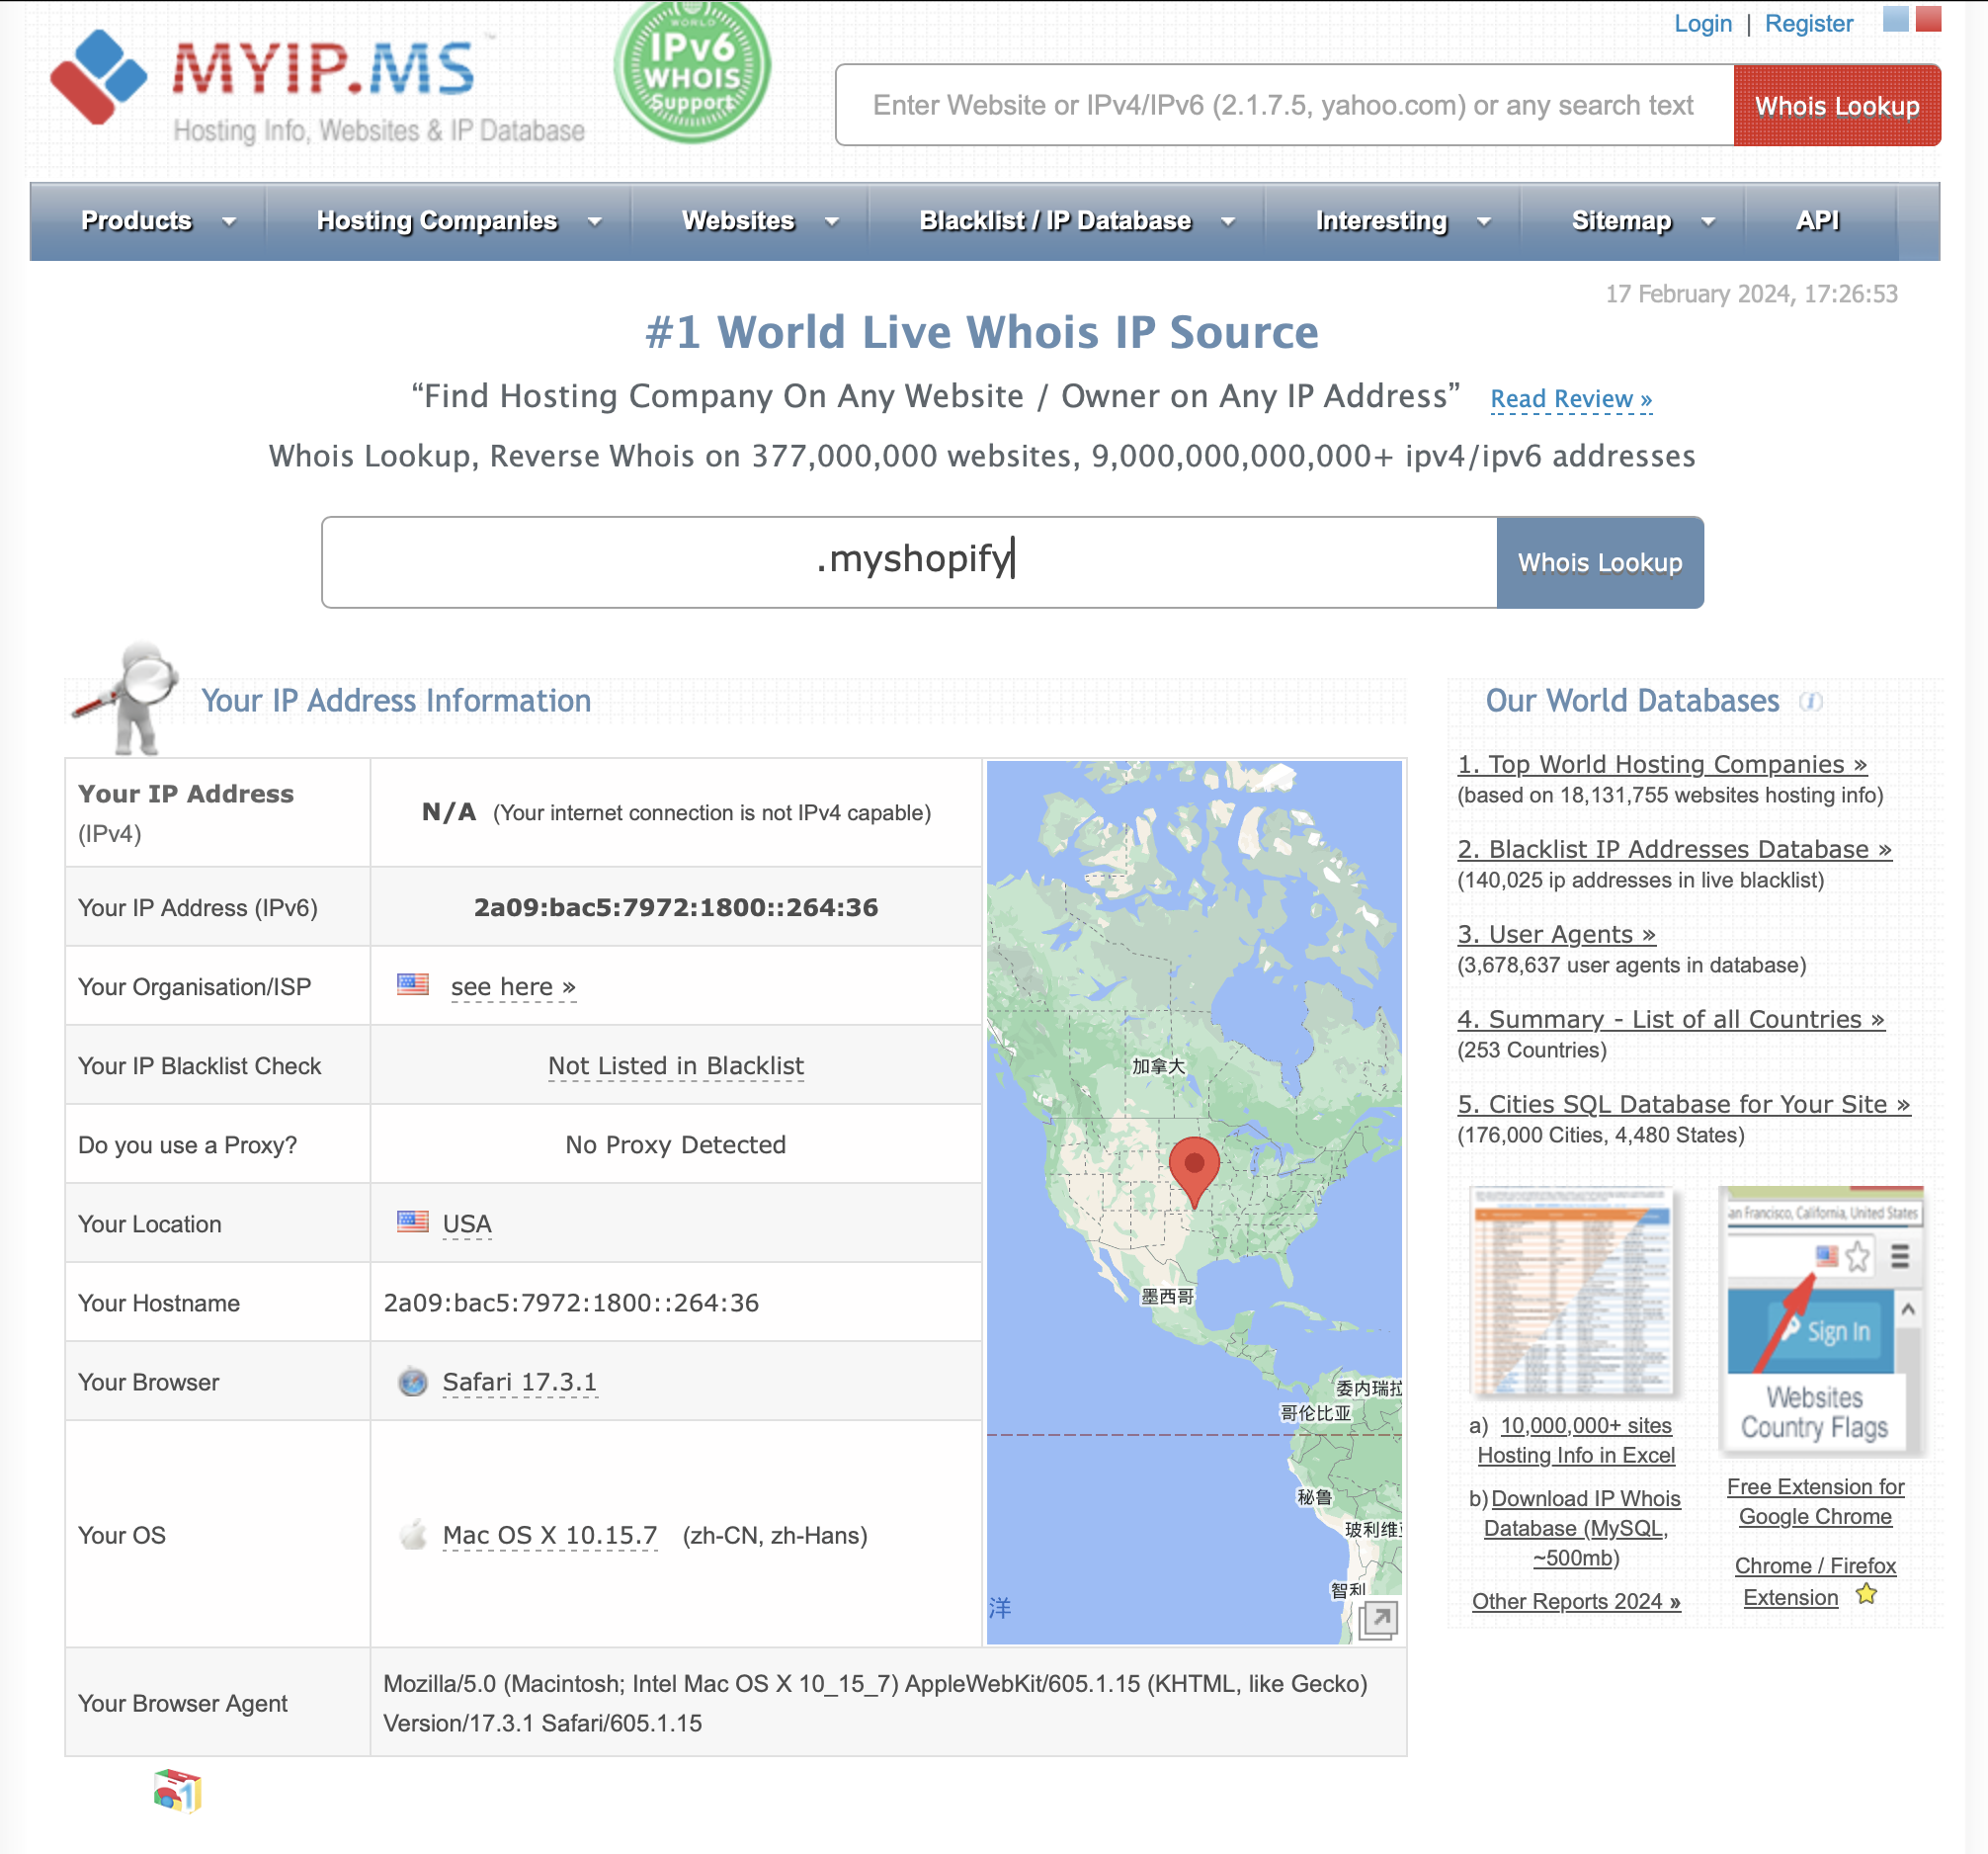 Login | Register
MYIP.MS™
Hosting Info, Websites & IP Database
WORLD
IPv6
WHOIS
Support
Enter Website or IPv4/IPv6 (2.1.7.5, yahoo.com) or any search text
Whois Lookup
Products Hosting Companies Websites Blacklist / IP Database Interesting Sitemap API
17 February 2024, 17:26:53
#1 World Live Whois IP Source
“Find Hosting Company On Any Website / Owner on Any IP Address” Read Review »
Whois Lookup, Reverse Whois on 377,000,000 websites, 9,000,000,000,000+ ipv4/ipv6 addresses
.myshopify
Whois Lookup
Your IP Address Information
Your IP Address
(IPv4)
N/A (Your internet connection is not IPv4 capable)
Your IP Address (IPv6) 2a09:bac5:7972:1800::264:36
Your Organisation/ISP see here »
Your IP Blacklist Check Not Listed in Blacklist
Do you use a Proxy? No Proxy Detected
Your Location USA
Your Hostname 2a09:bac5:7972:1800::264:36
Your Browser Safari 17.3.1
Your OS Mac OS X 10.15.7 (zh-CN, zh-Hans)
Your Browser Agent
Mozilla/5.0 (Macintosh; Intel Mac OS X 10_15_7) AppleWebKit/605.1.15 (KHTML, like Gecko)
Version/17.3.1 Safari/605.1.15
加拿大
墨西哥
委内瑞拉
哥伦比亚
秘鲁
玻利维
智利
洋
Our World Databases i
1. Top World Hosting Companies »
(based on 18,131,755 websites hosting info)
2. Blacklist IP Addresses Database »
(140,025 ip addresses in live blacklist)
3. User Agents »
(3,678,637 user agents in database)
4. Summary - List of all Countries »
(253 Countries)
5. Cities SQL Database for Your Site »
(176,000 Cities, 4,480 States)
an Francisco, California, United States
Sign In
Websites
Country Flags
a) 10,000,000+ sites
Hosting Info in Excel
b) Download IP Whois
Database (MySQL,
~500mb)
Other Reports 2024 »
Free Extension for
Google Chrome
Chrome / Firefox
Extension
1